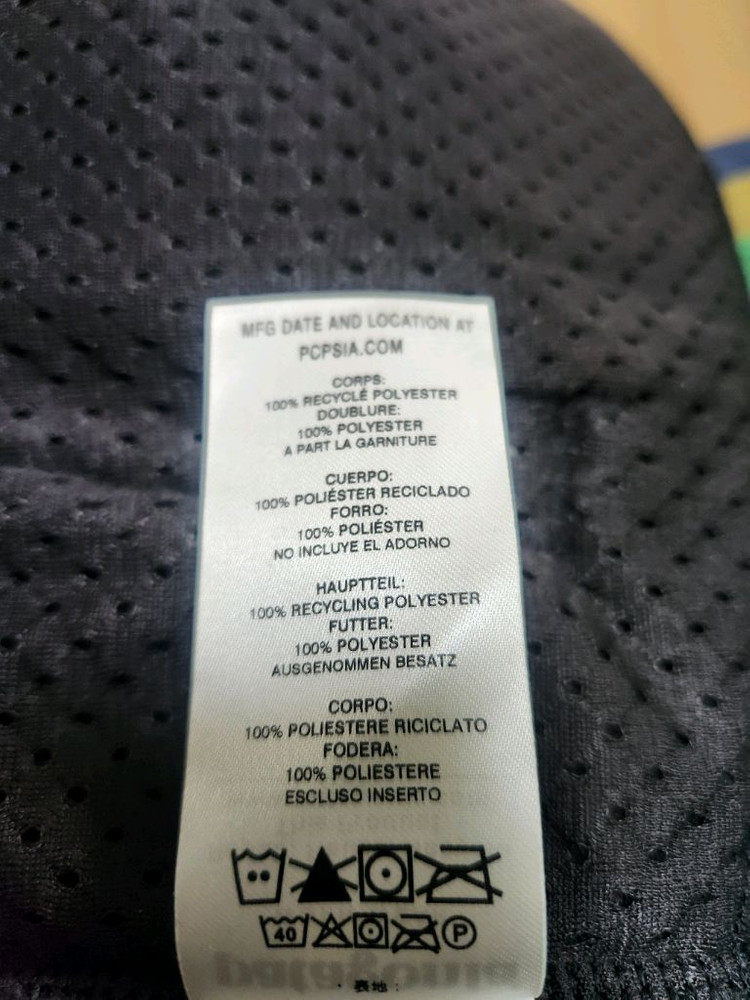 MFG DATE AND LOCATION AT
PCPSIA.COM
CORPS:
100% RECYCLÉ POLYESTER
DOUBLURE:
100% POLYESTER
A PART LA GARNITURE
CUERPO:
100% POLIÉSTER RECICLADO
FORRO:
100% POLIÉSTER
NO INCLUYE EL ADORNO
HAUPTTEIL:
100% RECYCLING POLYESTER
FUTTER:
100% POLYESTER
AUSGENOMMEN BESATZ
CORPO:
100% POLIESTERE RICICLATO
FODERA:
100% POLIESTERE
ESCLUSO INSERTO
40 P
patagonia
・表地：